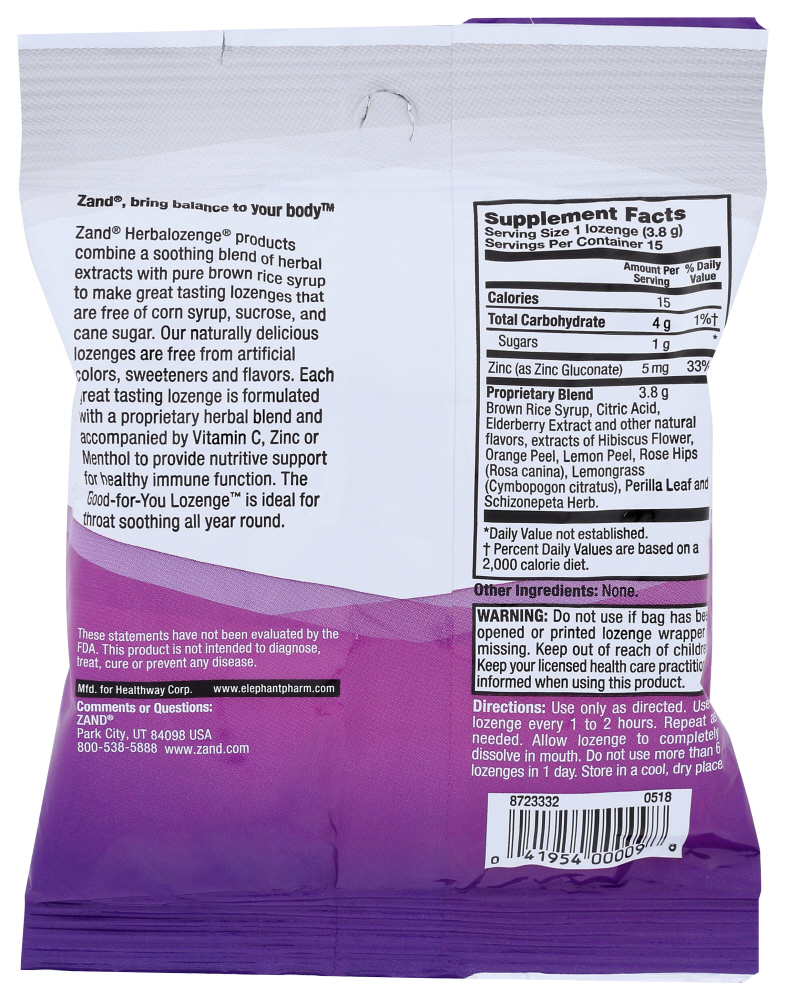 Zand®, bring balance to your body™
Zand® Herbalozenge® products
combine a soothing blend of herbal
extracts with pure brown rice syrup
to make great tasting lozenges that
are free of corn syrup, sucrose, and
cane sugar. Our naturally delicious
lozenges are free from artificial
colors, sweeteners and flavors. Each
reat tasting lozenge is formulated
with a proprietary herbal blend and
accompanied by Vitamin C, Zinc or
Menthol to provide nutritive support
for healthy immune function. The
Good-for-You Lozenge™ is ideal for
throat soothing all year round.
These statements have not been evaluated by the
FDA. This product is not intended to diagnose,
treat, cure or prevent any disease.
Mfd. for Healthway Corp. www.elephantpharm.com
Comments or Questions:
ZAND®
Park City, UT 84098 USA
800-538-5888 www.zand.com
Supplement Facts
Serving Size 1 lozenge (3.8 g)
Servings Per Container 15
Amount Per % Daily
Serving Value
Calories 15
Total Carbohydrate 4 g 1%†
Sugars 1 g *
Zinc (as Zinc Gluconate) 5 mg 33%
Proprietary Blend 3.8 g
Brown Rice Syrup, Citric Acid,
Elderberry Extract and other natural
flavors, extracts of Hibiscus Flower,
Orange Peel, Lemon Peel, Rose Hips
(Rosa canina), Lemongrass
(Cymbopogon citratus), Perilla Leaf and
Schizonepeta Herb.
*Daily Value not established.
† Percent Daily Values are based on a
2,000 calorie diet.
Other Ingredients: None.
WARNING: Do not use if bag has be
opened or printed lozenge wrapper
missing. Keep out of reach of childre
Keep your licensed health care practitio
informed when using this product.
Directions: Use only as directed. Use
lozenge every 1 to 2 hours. Repeat as
needed. Allow lozenge to completely
dissolve in mouth. Do not use more than 6
lozenges in 1 day. Store in a cool, dry place
8723332 0518
0 41954 00009 0